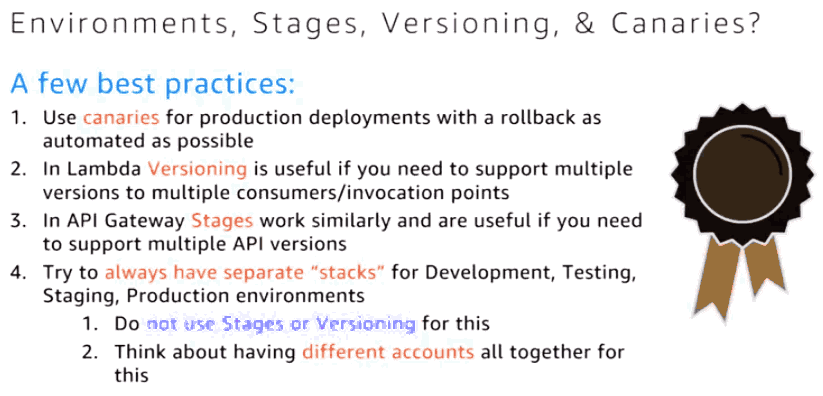 Environments, Stages, Versioning, & Canaries?
A few best practices:
1. Use canaries for production deployments with a rollback as
automated as possible
2. In Lambda Versioning is useful if you need to support multiple
versions to multiple consumers/invocation points
3. In API Gateway Stages work similarly and are useful if you need
to support multiple API versions
4. Try to always have separate “stacks” for Development, Testing,
Staging, Production environments
1. Do not use Stages or Versioning for this
2. Think about having different accounts all together for
this